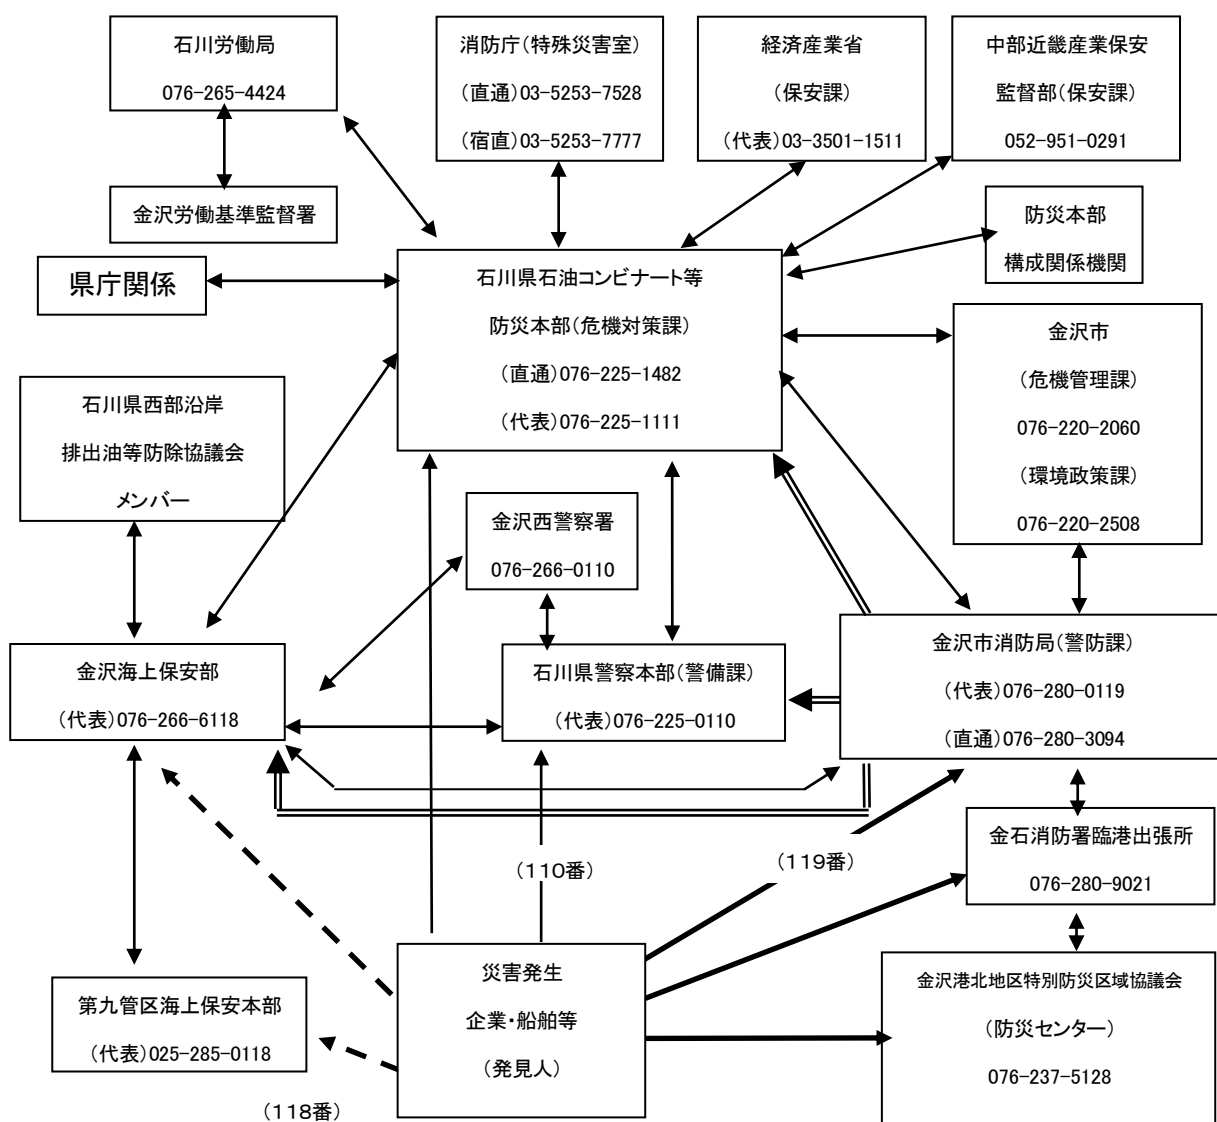 石川労働局
076-265-4424
消防庁(特殊災害室)
(直通)03-5253-7528
(宿直)03-5253-7777
経済産業省
(保安課)
(代表)03-3501-1511
中部近畿産業保安
監督部(保安課)
052-951-0291
金沢労働基準監督署
防災本部
構成関係機関
県庁関係
石川県石油コンビナート等
防災本部(危機対策課)
(直通)076-225-1482
(代表)076-225-1111
金沢市
(危機管理課)
076-220-2060
(環境政策課)
076-220-2508
石川県西部沿岸
排出油等防除協議会
メンバー
金沢西警察署
076-266-0110
金沢海上保安部
(代表)076-266-6118
石川県警察本部(警備課)
(代表)076-225-0110
金沢市消防局(警防課)
(代表)076-280-0119
(直通)076-280-3094
金石消防署臨港出張所
076-280-9021
(110番)
(119番)
災害発生
企業・船舶等
(発見人)
金沢港北地区特別防災区域協議会
(防災センター)
076-237-5128
第九管区海上保安本部
(代表)025-285-0118
(118番)